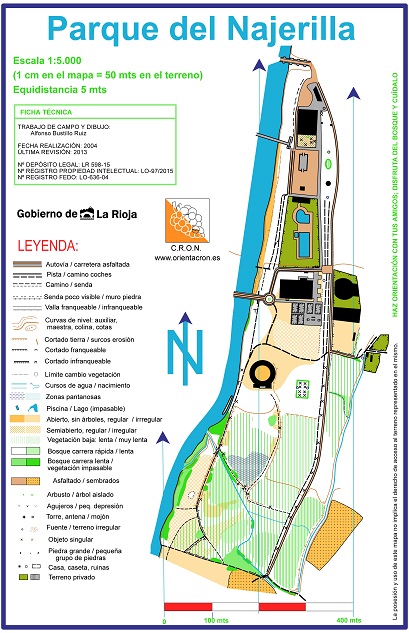 Parque del Najerilla
Escala 1:5.000
(1 cm en el mapa = 50 mts en el terreno)
Equidistancia 5 mts
FICHA TÉCNICA
TRABAJO DE CAMPO Y DIBUJO:
Alfonso Bustillo Ruiz
FECHA REALIZACIÓN: 2004
ÚLTIMA REVISIÓN: 2013
Nº DEPÓSITO LEGAL: LR 598-15
Nº REGISTRO PROPIEDAD INTELECTUAL: LO-97/2015
Nº REGISTRO FEDO: LO-636-04
Gobierno de La Rioja
C.R.O.N.
www.orientacron.es
LEYENDA:
Autovía / carretera asfaltada
Pista / camino coches
Camino / senda
Senda poco visible / muro piedra
Valla franqueable / infranqueable
Curvas de nivel: auxiliar,
maestra, colina, cotas
Cortado tierra / surcos erosión
Cortado franqueable
Cortado infranqueable
Límite cambio vegetación
Cursos de agua / nacimiento
Zonas pantanosas
Piscina / Lago (impasable)
Abierto, sin árboles, regular / irregular
Semiabierto, regular / irregular
Vegetación baja: lenta / muy lenta
Bosque carrera rápida / lenta
Bosque carrera lenta /
vegetación impasable
Asfaltado / sembrados
Arbusto / árbol aislado
Agujeros / peq. depresión
Torre, antena / mojón
Fuente / terreno irregular
Objeto singular
Piedra grande / pequeña
grupo de piedras
Casa, caseta, ruinas
Terreno privado
N
0 100 mts 400 mts
HAZ ORIENTACIÓN CON TUS AMIGOS; DISFRUTA DEL BOSQUE Y CUÍDALO
La posesión y uso de este mapa no implica el derecho de acceso al terreno representado en el mismo.